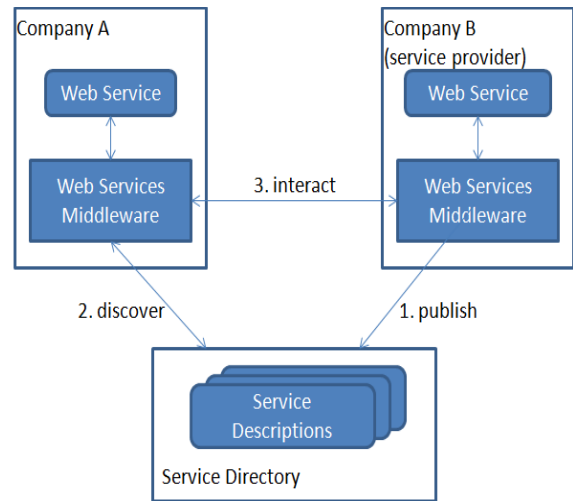 Company A
Web Service
Web Services
Middleware
Company B
(service provider)
Web Service
Web Services
Middleware
3. interact
2. discover
1. publish
Service
Descriptions
Service Directory